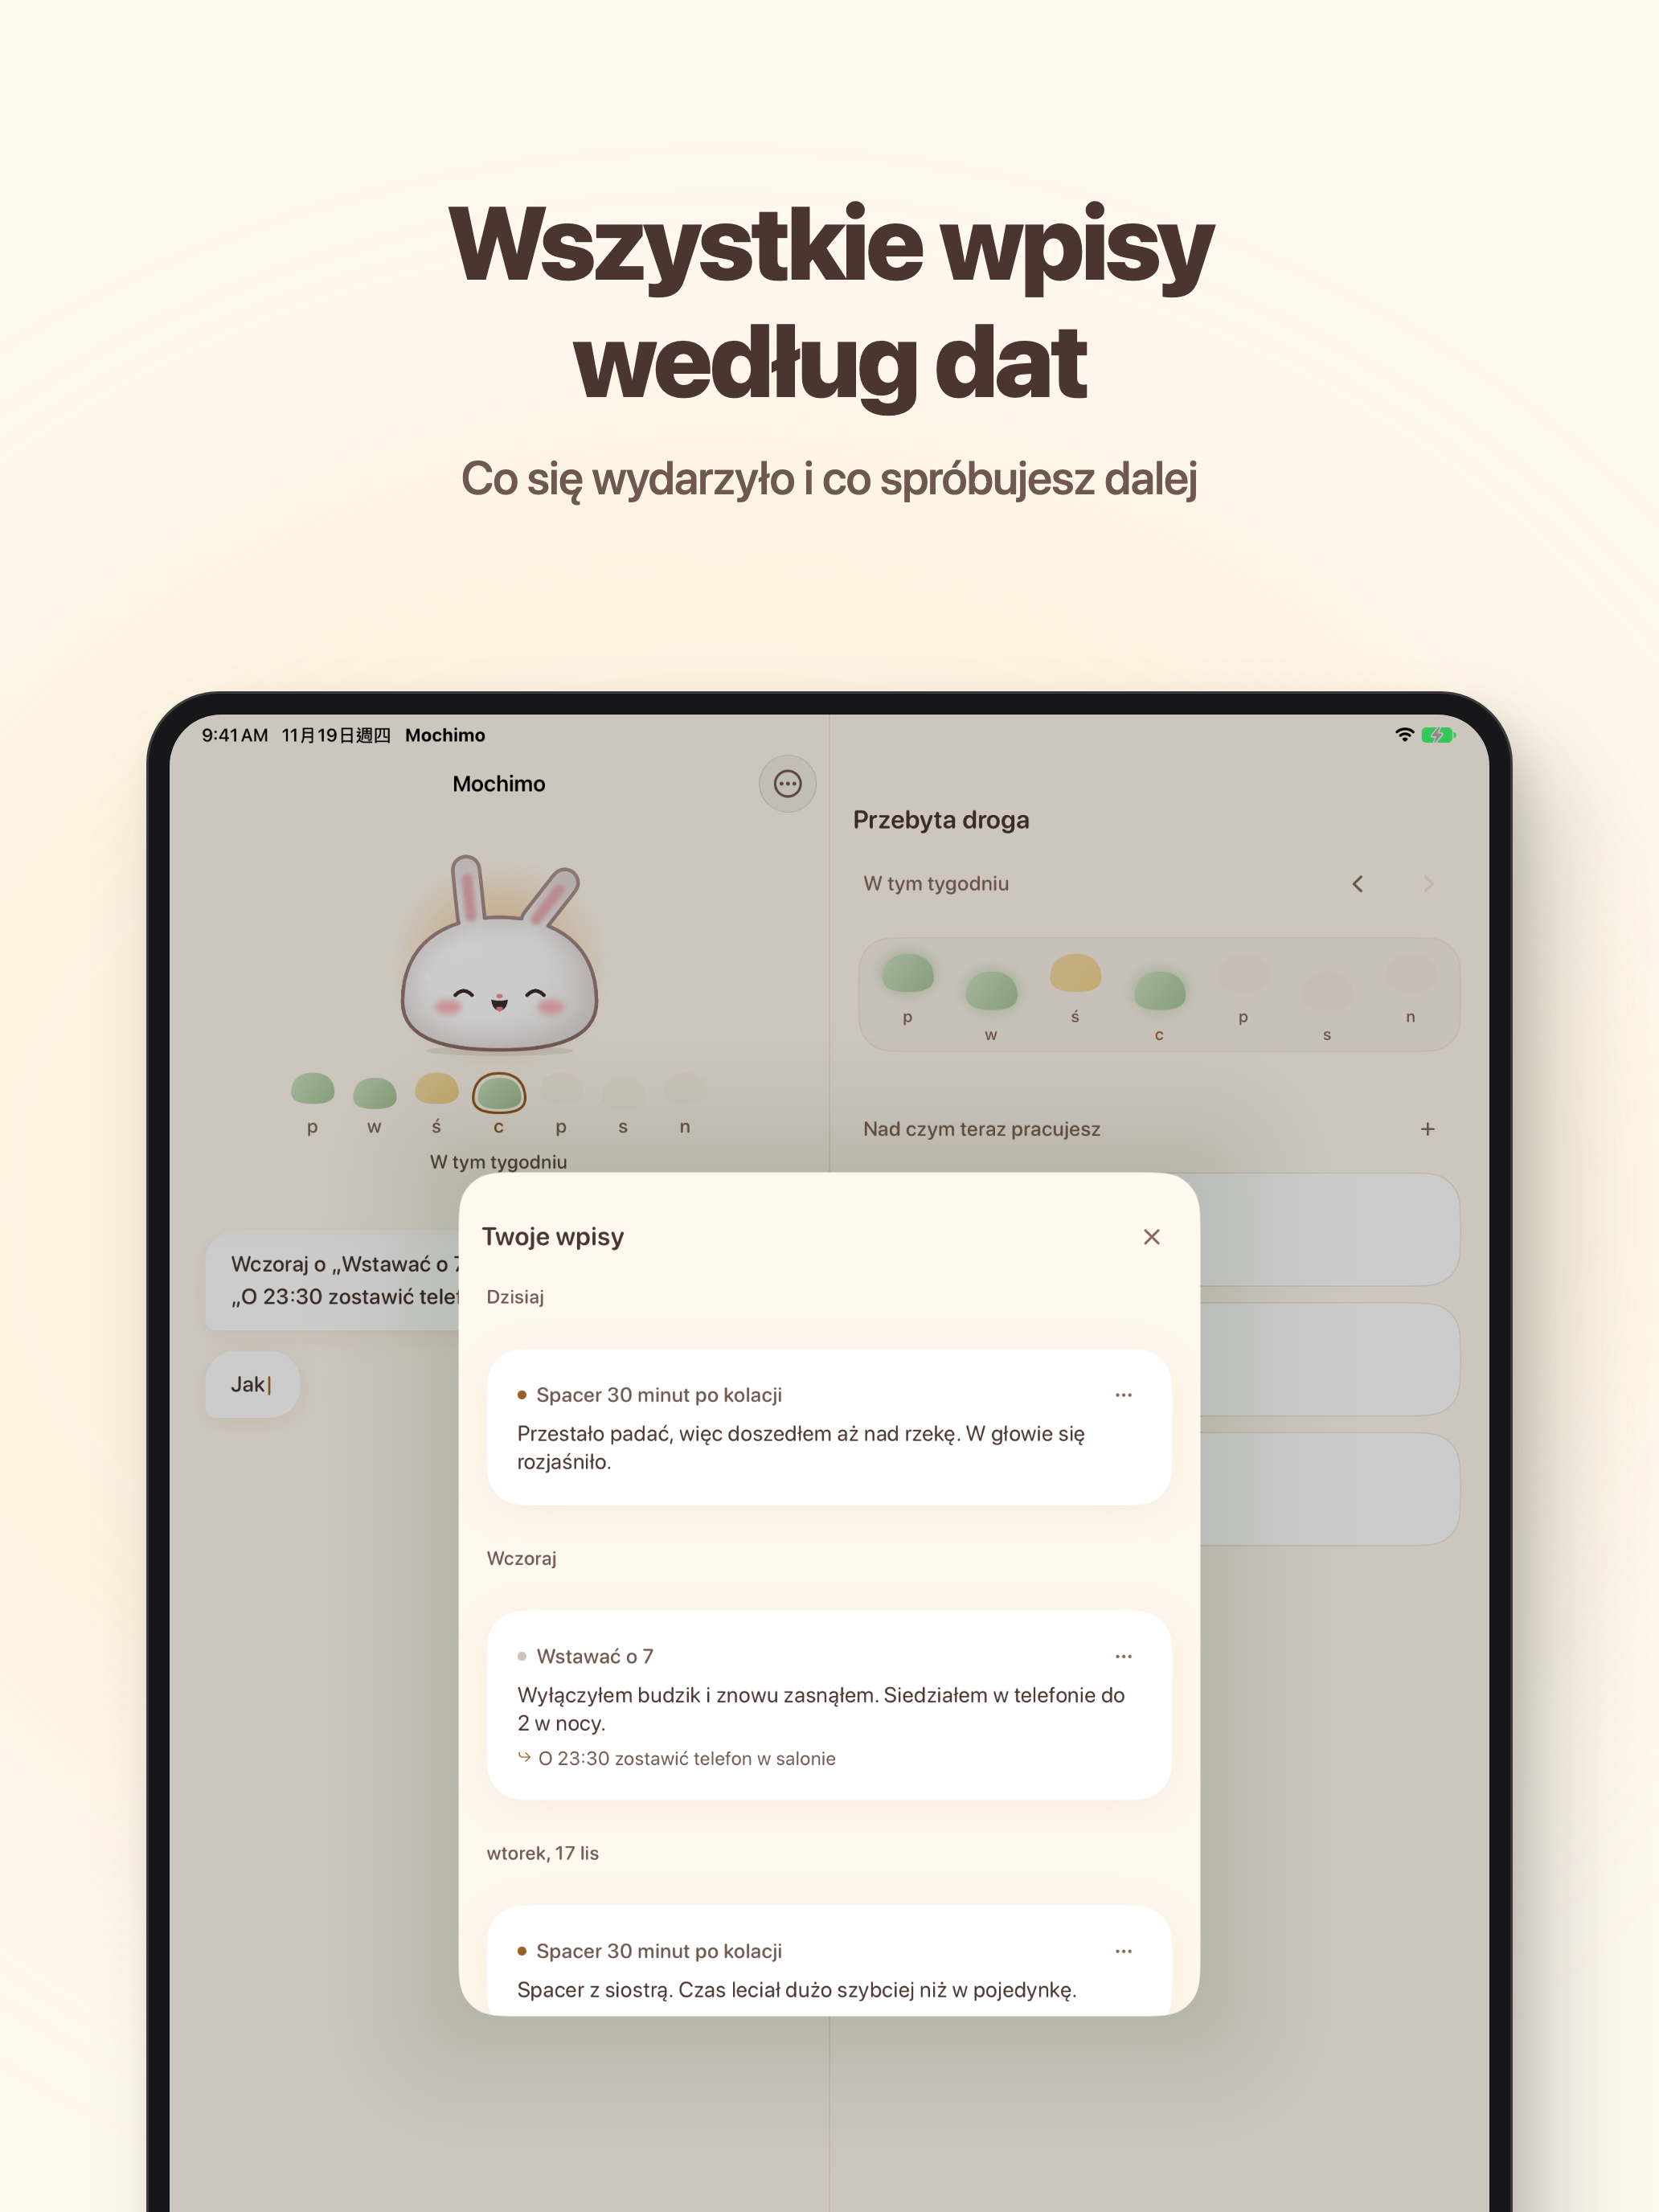 Wszystkie wpisy
według dat
Co się wydarzyło i co spróbujesz dalej
9:41 AM 11月19日週四 Mochimo
Mochimo
p w ś c p s n
W tym tygodniu
Wczoraj o „Wstawać o 7
„O 23:30 zostawić telef
Jak
Przebyta droga
W tym tygodniu
p w ś c p s n
Nad czym teraz pracujesz
Twoje wpisy
Dzisiaj
Spacer 30 minut po kolacji
Przestało padać, więc doszedłem aż nad rzekę. W głowie się
rozjaśniło.
Wczoraj
Wstawać o 7
Wyłączyłem budzik i znowu zasnąłem. Siedziałem w telefonie do
2 w nocy.
O 23:30 zostawić telefon w salonie
wtorek, 17 lis
Spacer 30 minut po kolacji
Spacer z siostrą. Czas leciał dużo szybciej niż w pojedynkę.